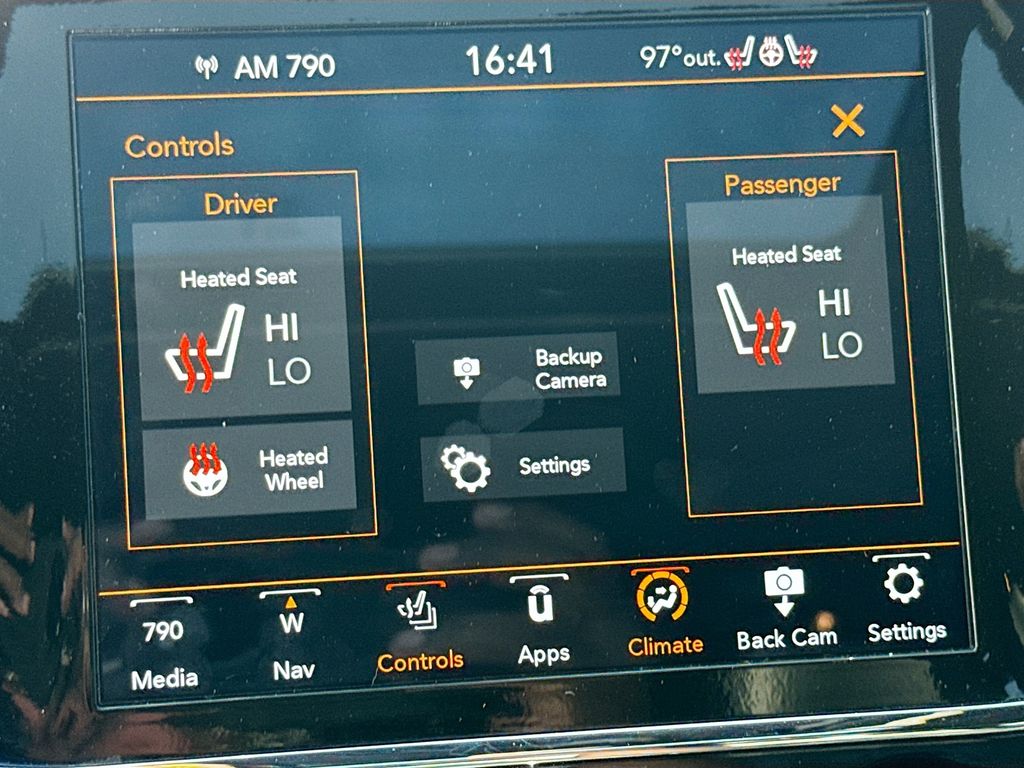 AM 790
16:41
97°out.
Controls
Driver
Heated Seat
HI
LO
Heated
Wheel
Backup
Camera
Settings
Passenger
Heated Seat
HI
LO
790
Media
W
Nav
Controls
u
Apps
Climate
Back Cam
Settings